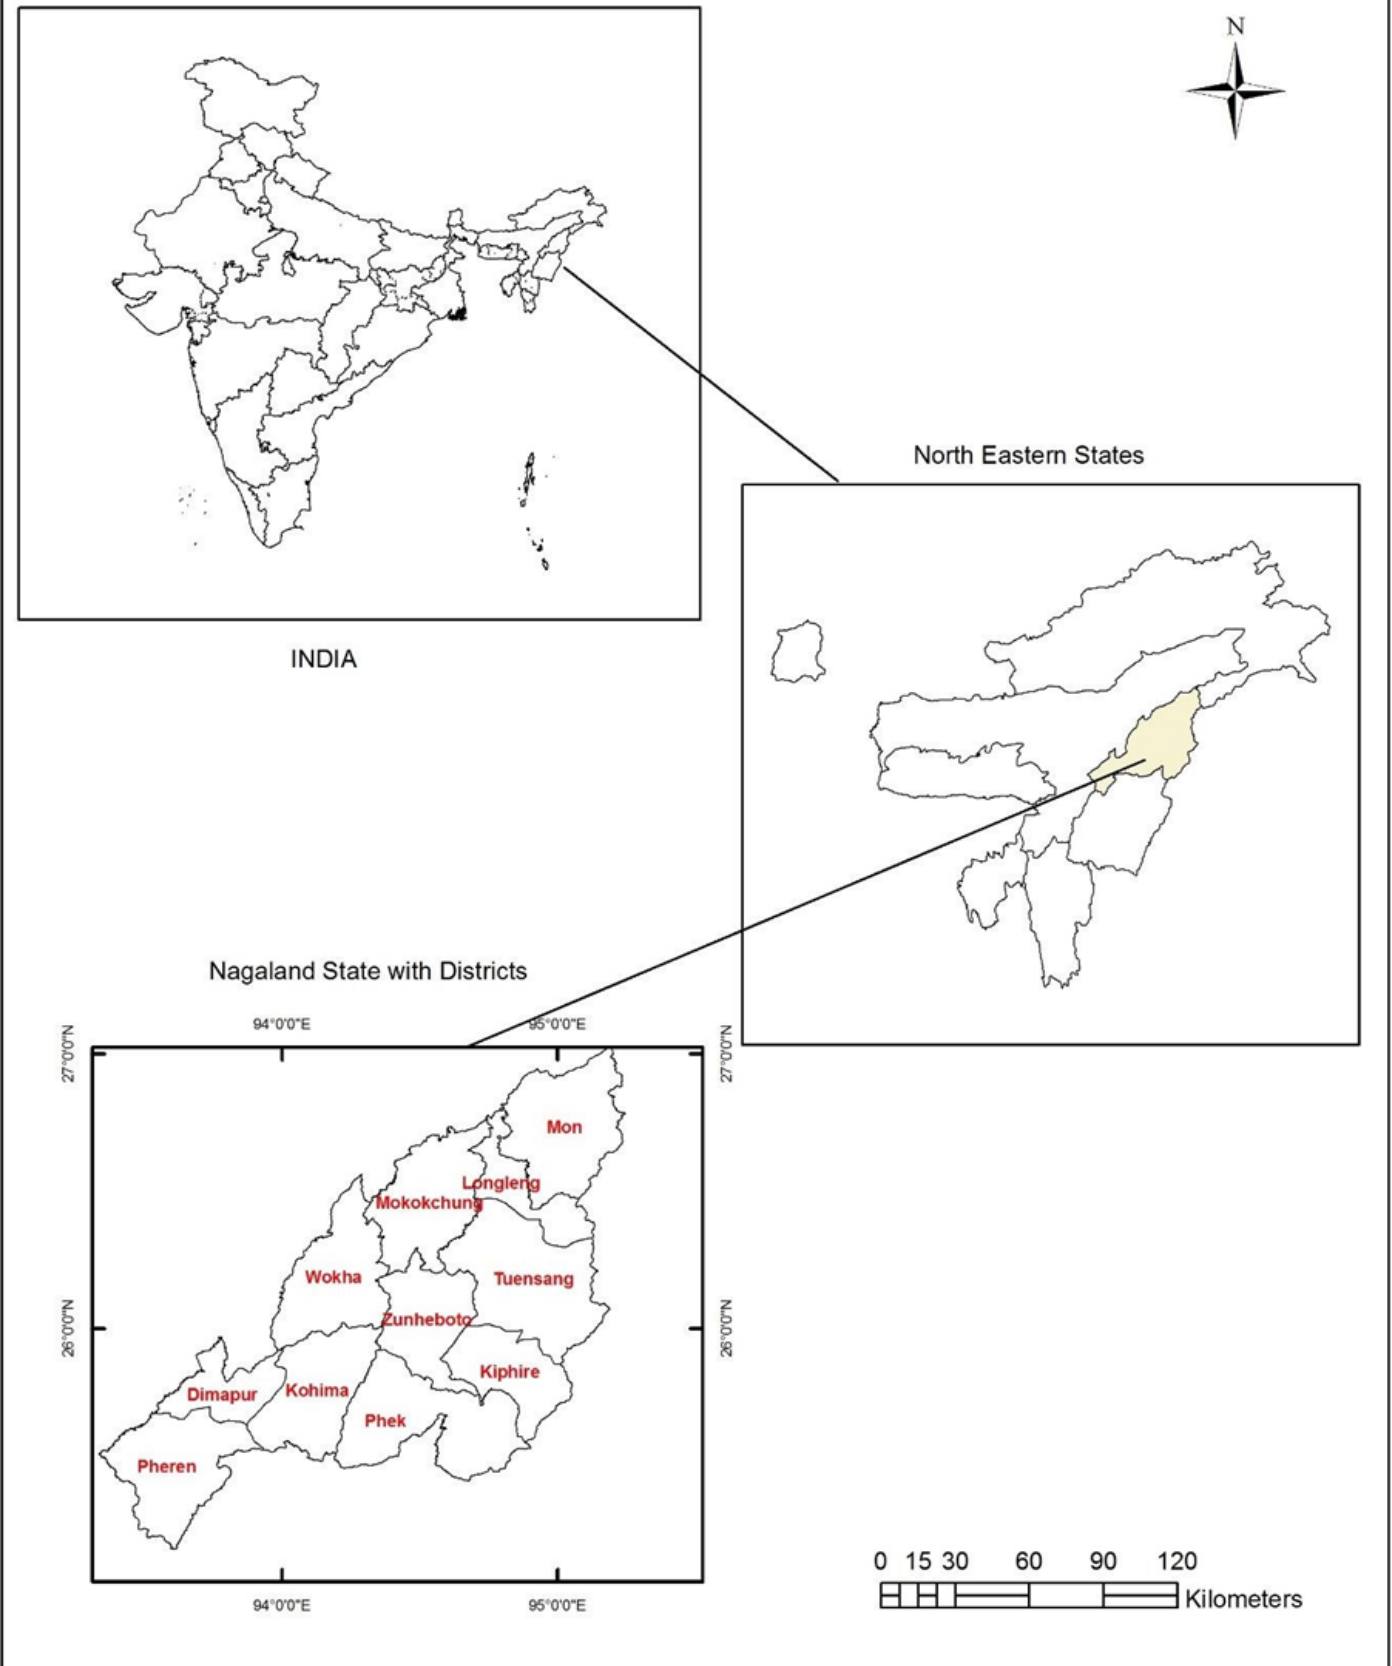 N
INDIA
North Eastern States
Nagaland State with Districts
94°0'0"E 95°0'0"E
27°0'0"N 27°0'0"N
26°0'0"N 26°0'0"N
Mon
Longleng
Mokokchung
Wokha
Tuensang
Zunheboto
Kiphire
Dimapur
Kohima
Phek
Pheren
94°0'0"E 95°0'0"E
0 15 30 60 90 120
Kilometers